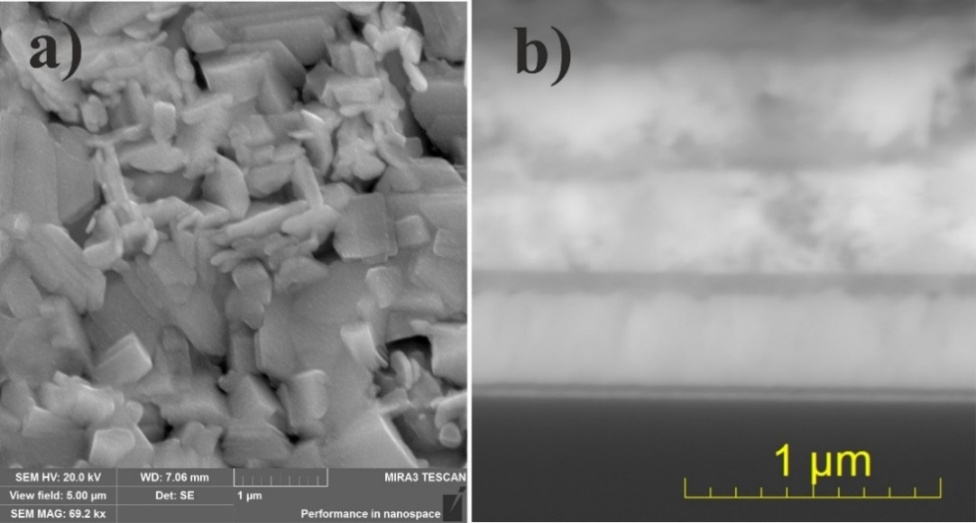 a)
b)
1 µm
SEM HV: 20.0 kV
WD: 7.06 mm
MIRA3 TESCAN
View field: 5.00 µm
Det: SE
1 µm
SEM MAG: 69.2 kx
Performance in nanospace